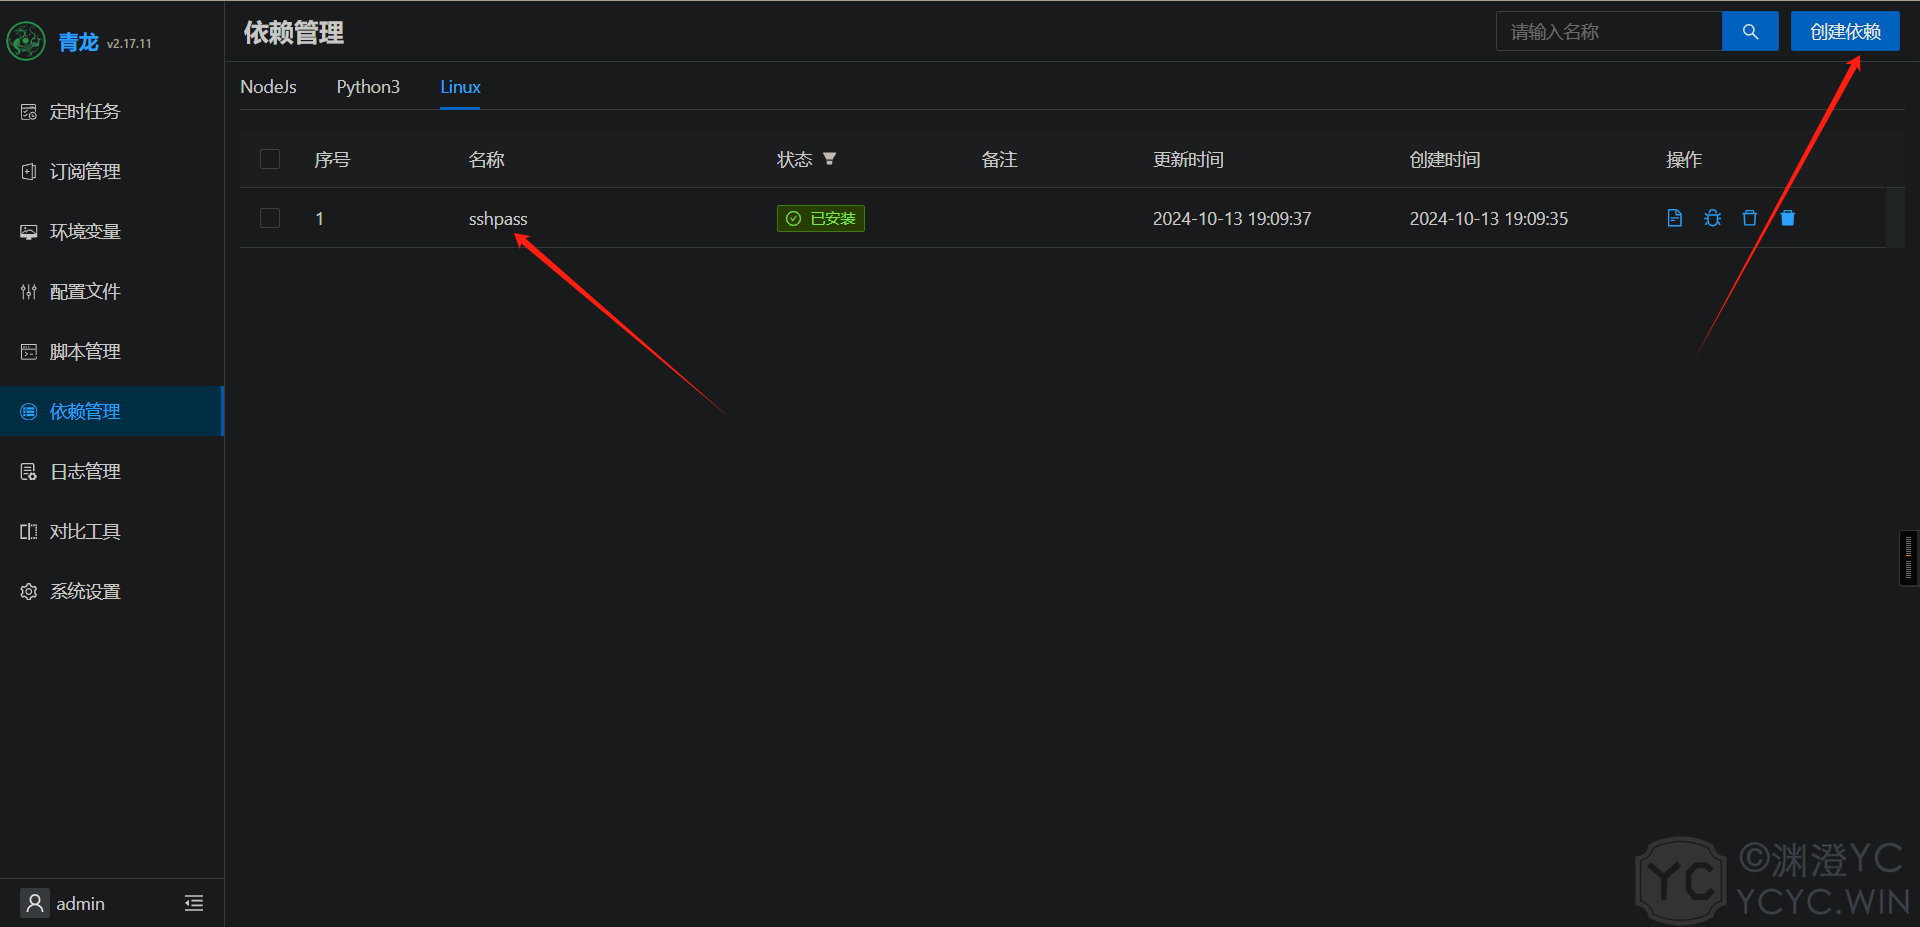 青龙 v2.17.11
定时任务
订阅管理
环境变量
配置文件
脚本管理
依赖管理
日志管理
对比工具
系统设置
admin
依赖管理
请输入名称
创建依赖
NodeJs Python3 Linux
序号 名称 状态 备注 更新时间 创建时间 操作
1 sshpass 已安装 2024-10-13 19:09:37 2024-10-13 19:09:35
YC
©渊澄YC
YCYC.WIN